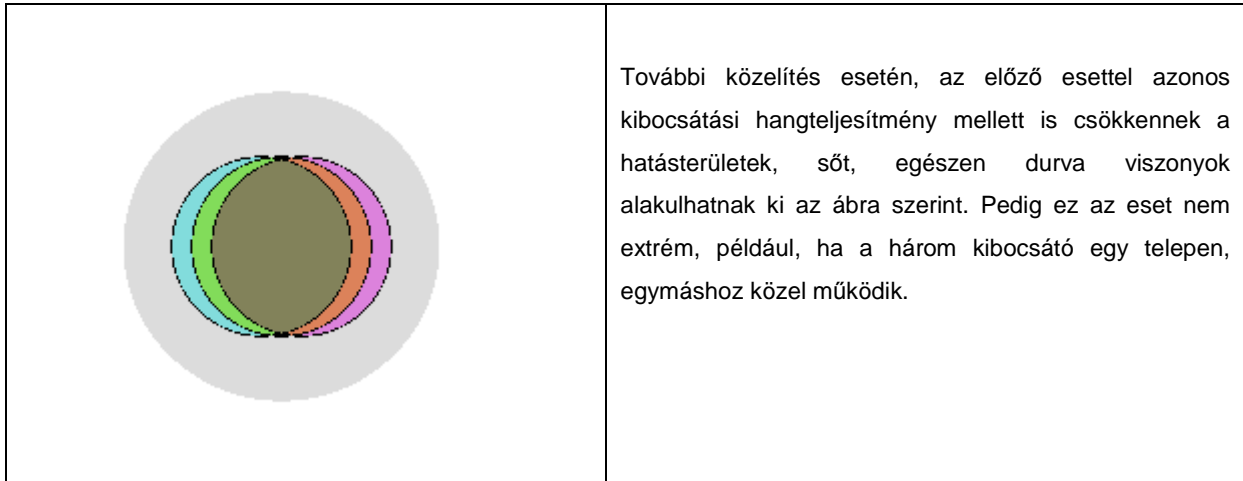 További közelítés esetén, az előző esettel azonos
kibocsátási hangteljesítmény mellett is csökkennek a
hatásterületek, sőt, egészen durva viszonyok
alakulhatnak ki az ábra szerint. Pedig ez az eset nem
extrém, például, ha a három kibocsátó egy telepen,
egymáshoz közel működik.